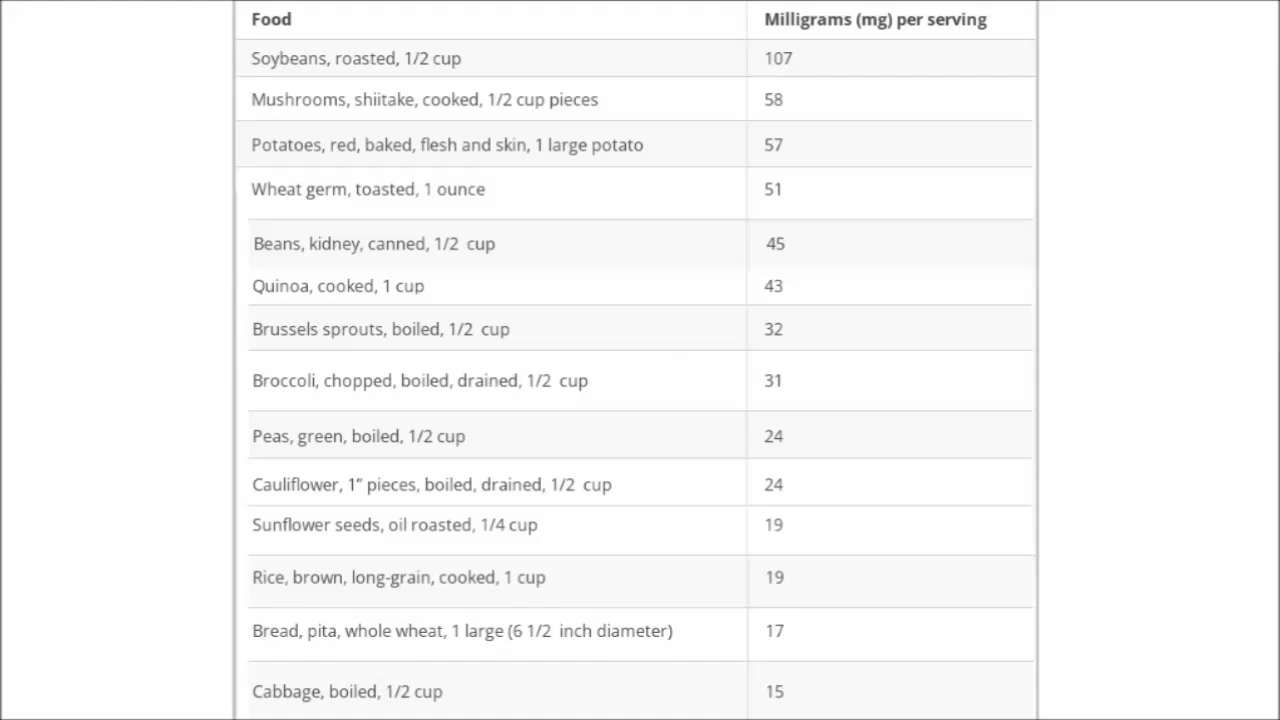 Food Milligrams (mg) per serving
Soybeans, roasted, 1/2 cup 107
Mushrooms, shiitake, cooked, 1/2 cup pieces 58
Potatoes, red, baked, flesh and skin, 1 large potato 57
Wheat germ, toasted, 1 ounce 51
Beans, kidney, canned, 1/2 cup 45
Quinoa, cooked, 1 cup 43
Brussels sprouts, boiled, 1/2 cup 32
Broccoli, chopped, boiled, drained, 1/2 cup 31
Peas, green, boiled, 1/2 cup 24
Cauliflower, 1” pieces, boiled, drained, 1/2 cup 24
Sunflower seeds, oil roasted, 1/4 cup 19
Rice, brown, long-grain, cooked, 1 cup 19
Bread, pita, whole wheat, 1 large (6 1/2 inch diameter) 17
Cabbage, boiled, 1/2 cup 15